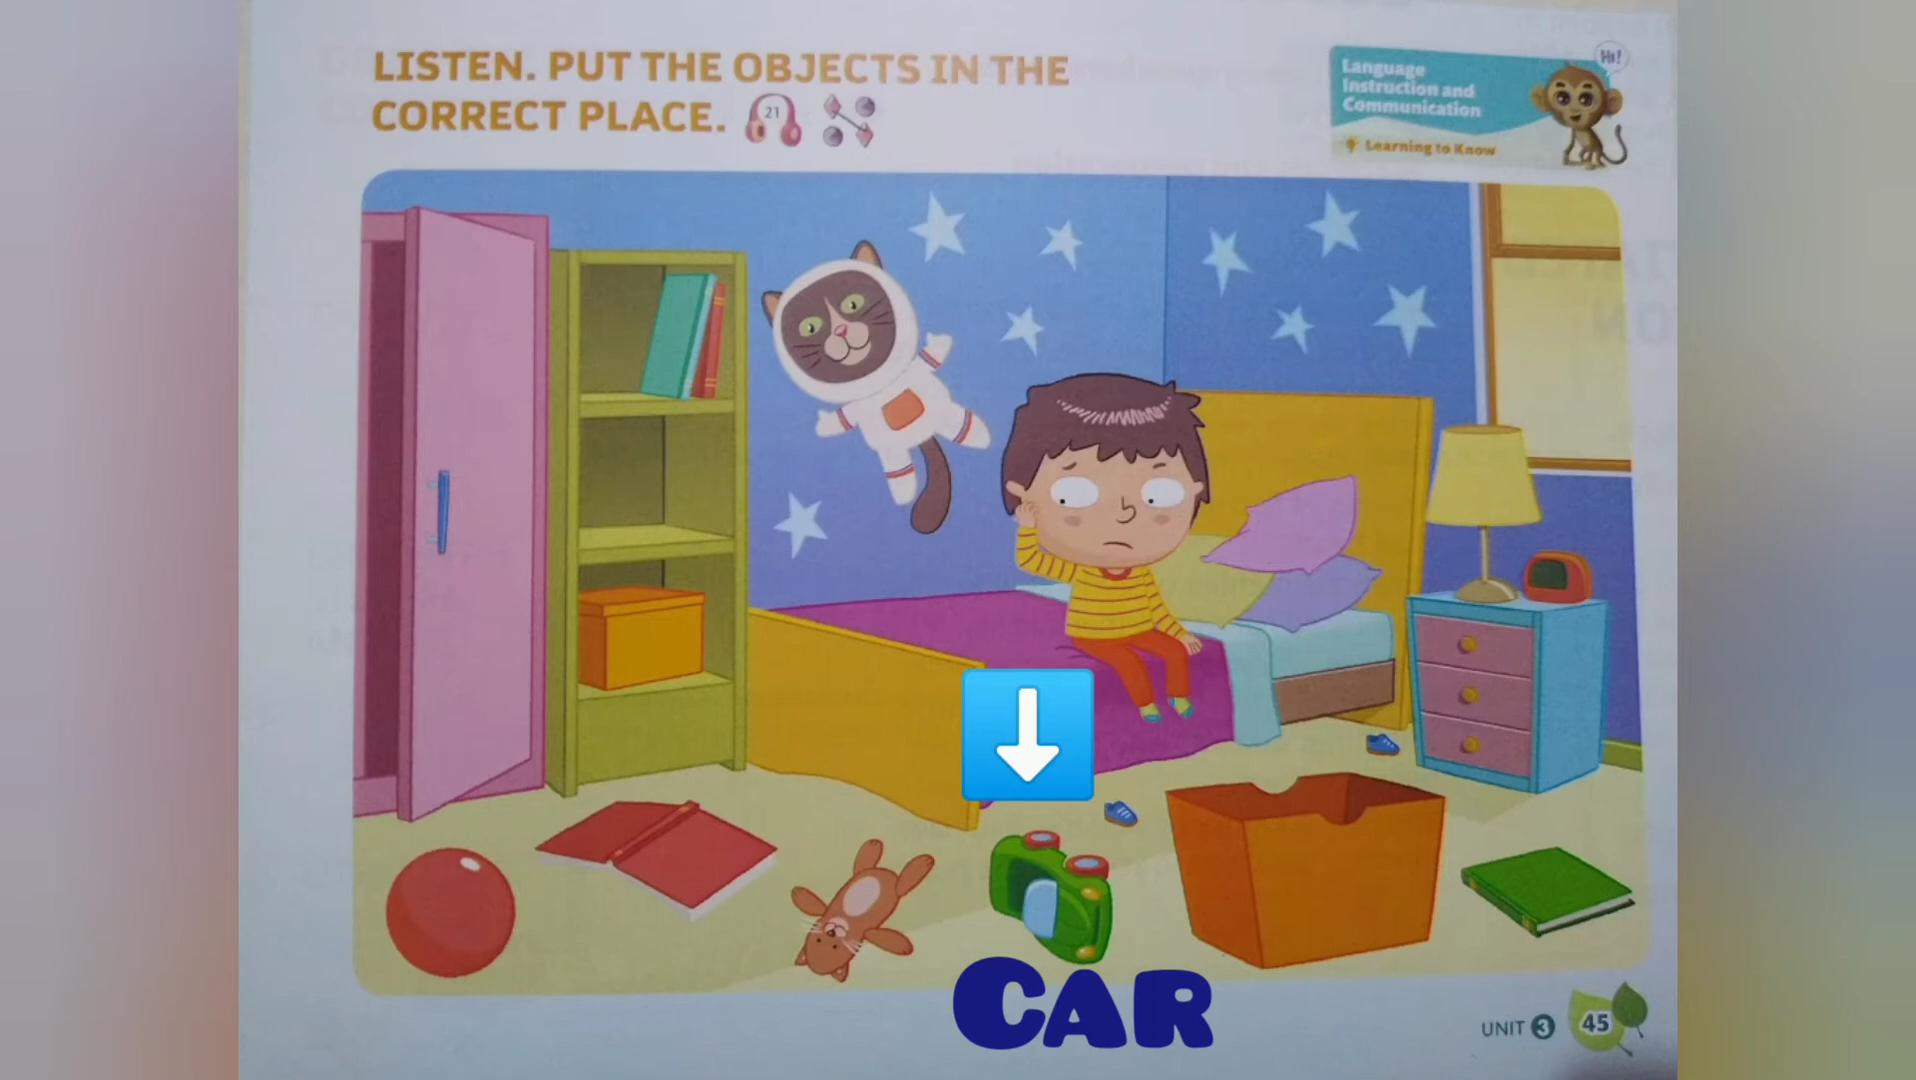 LISTEN. PUT THE OBJECTS IN THE
CORRECT PLACE. 21
Language
Instruction and
Communication
Hi!
Learning to Know
CAR
UNIT 3 45